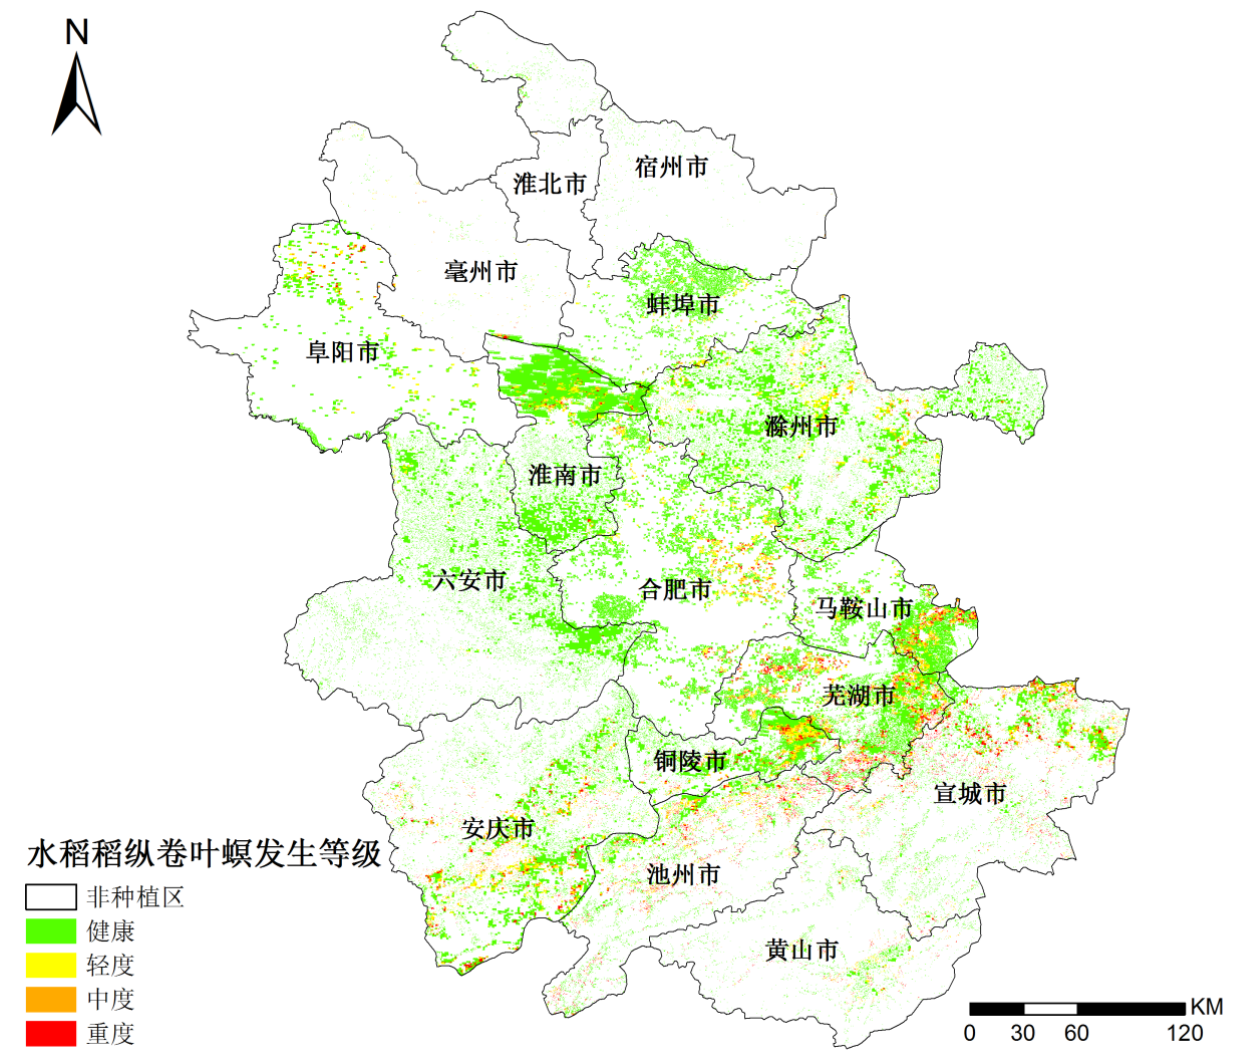 N
宿州市
淮北市
亳州市
蚌埠市
阜阳市
滁州市
淮南市
六安市
合肥市
马鞍山市
芜湖市
铜陵市
宣城市
安庆市
池州市
黄山市
水稻稻纵卷叶螟发生等级
非种植区
健康
轻度
中度
重度
KM
0 30 60 120